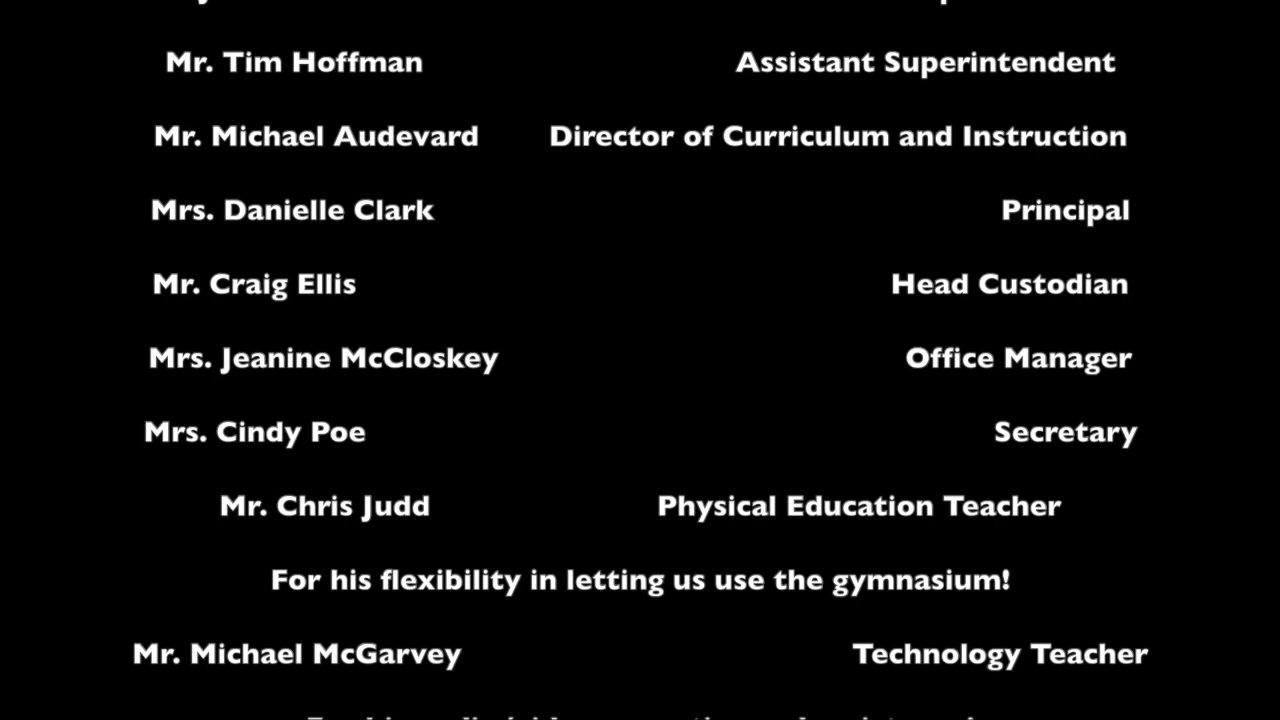 Mr. Tim Hoffman Assistant Superintendent
Mr. Michael Audevard Director of Curriculum and Instruction
Mrs. Danielle Clark Principal
Mr. Craig Ellis Head Custodian
Mrs. Jeanine McCloskey Office Manager
Mrs. Cindy Poe Secretary
Mr. Chris Judd Physical Education Teacher
For his flexibility in letting us use the gymnasium!
Mr. Michael McGarvey Technology Teacher